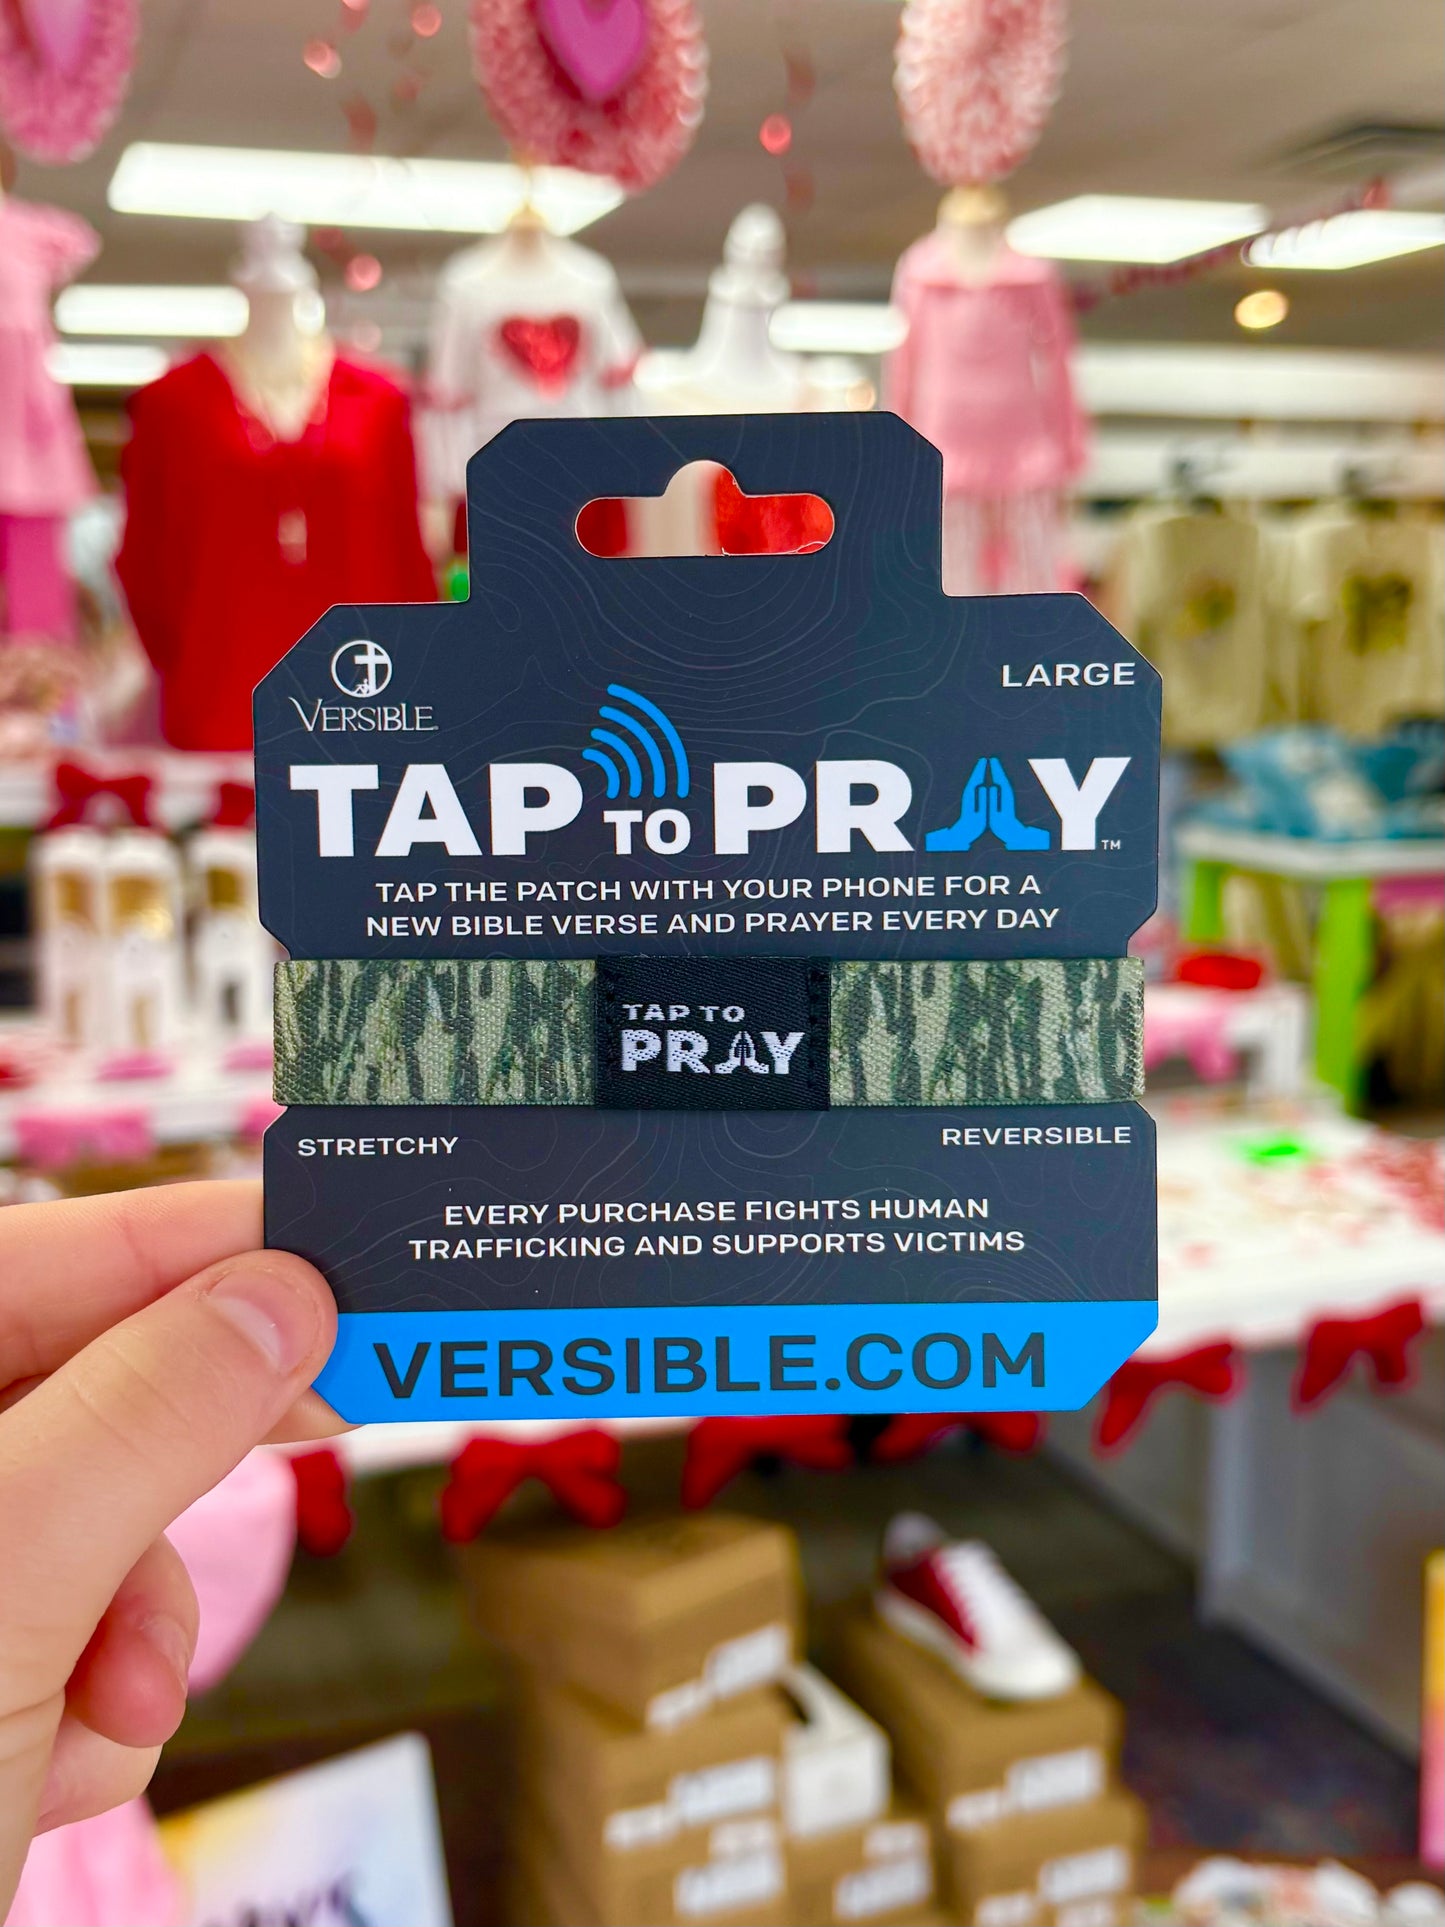 VERSIBLE
LARGE
TAP TO PRAY™
TAP THE PATCH WITH YOUR PHONE FOR A
NEW BIBLE VERSE AND PRAYER EVERY DAY
TAP TO
PRAY
STRETCHY
REVERSIBLE
EVERY PURCHASE FIGHTS HUMAN
TRAFFICKING AND SUPPORTS VICTIMS
VERSIBLE.COM